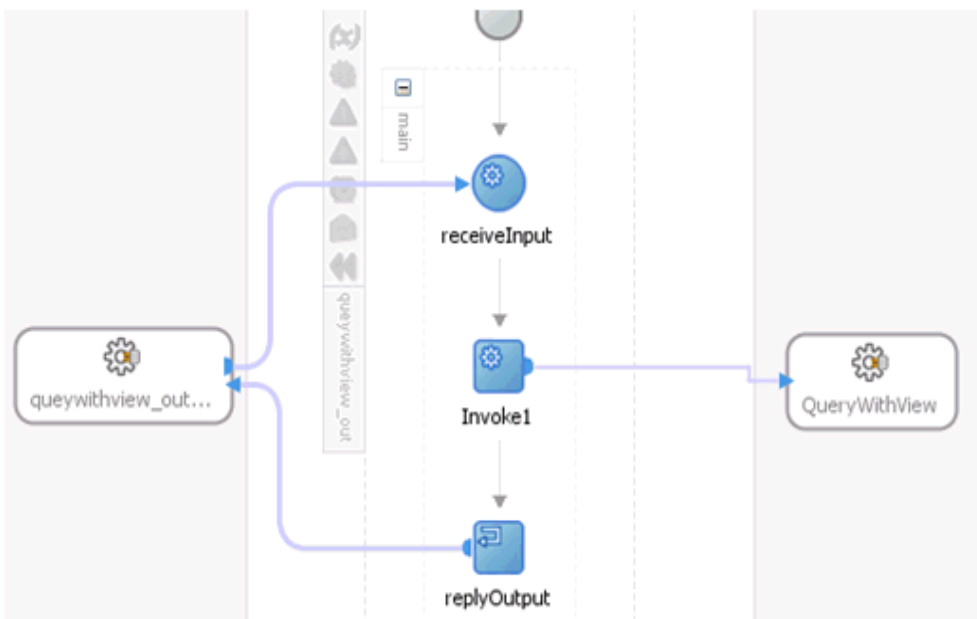 main
receiveInput
queywithview_out...
queywithview_out
Invoke1
QueryWithView
replyOutput